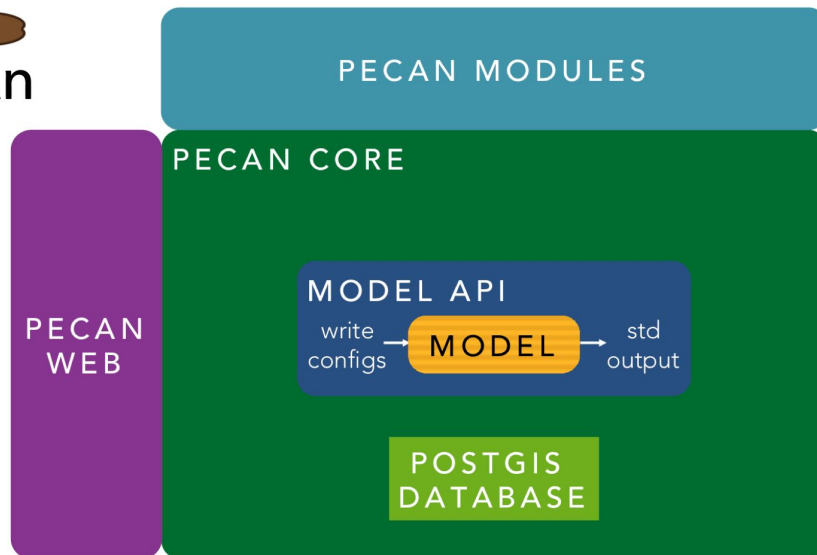 PECAN MODULES
PECAN CORE
MODEL API
write
configs
MODEL
std
output
PECAN
WEB
POSTGIS
DATABASE